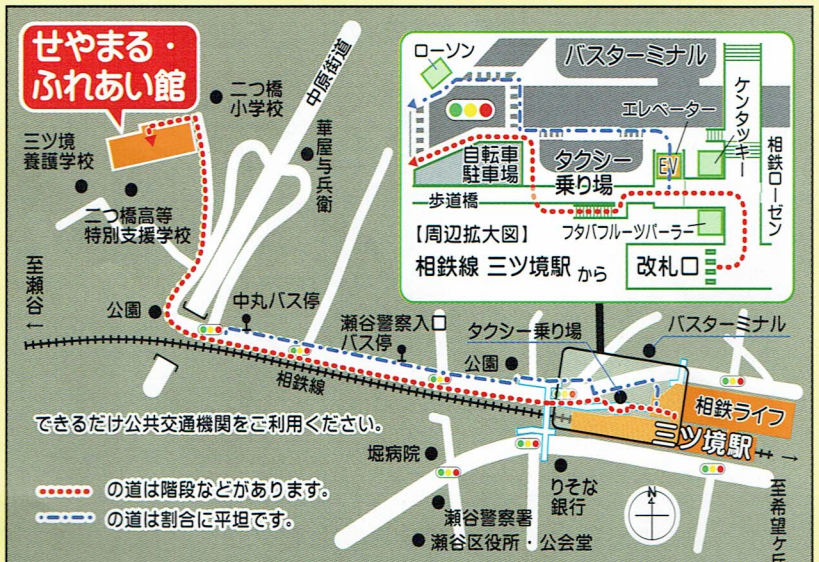 せやまる・
ふれあい館
二つ橋
小学校
中原街道
華屋与兵衛
三ツ境
養護学校
二つ橋高等
特別支援学校
至瀬谷
←
公園
中丸バス停
瀬谷警察入口
バス停
相鉄線
できるだけ公共交通機関をご利用ください。
の道は階段などがあります。
の道は割合に平坦です。
ローソン
バスターミナル
エレベーター
ケンタッキー
相鉄ローゼン
自転車
駐車場
タクシー
乗り場
EV
歩道橋
【周辺拡大図】
フタバフルーツパーラー
相鉄線 三ツ境駅 から
改札口
タクシー乗り場
バスターミナル
公園
相鉄ライフ
三ツ境駅
→
堀病院
瀬谷警察署
瀬谷区役所・公会堂
りそな
銀行
N
至希望ヶ丘